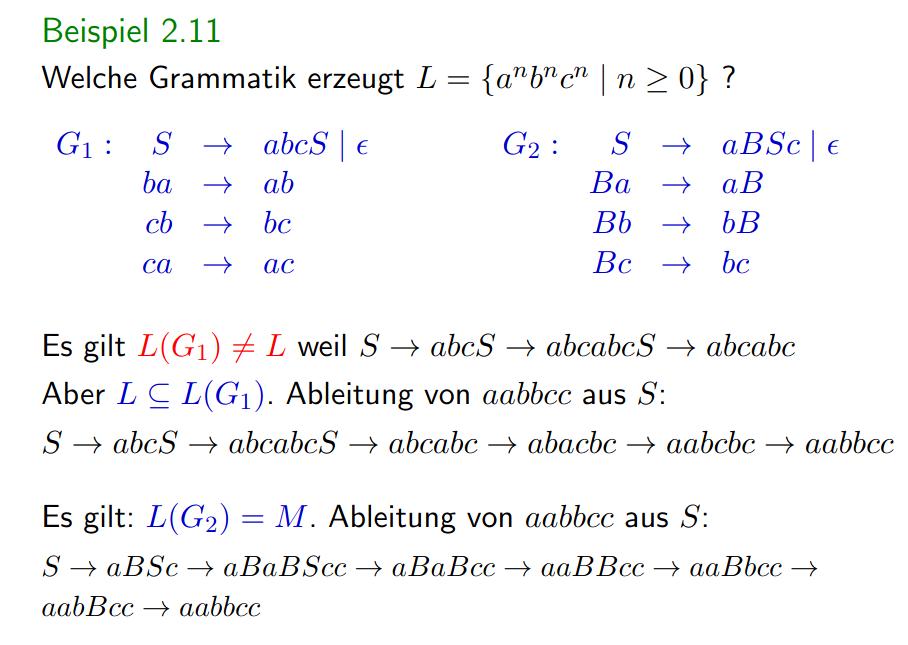 Beispiel 2.11
Welche Grammatik erzeugt L = {aⁿbⁿcⁿ | n ≥ 0} ?
G₁ : S → abcS | ϵ G₂ : S → aBSc | ϵ
ba → ab Ba → aB
cb → bc Bb → bB
ca → ac Bc → bc
Es gilt L(G₁) ≠ L weil S → abcS → abcabcS → abcabc
Aber L ⊆ L(G₁). Ableitung von aabbcc aus S:
S → abcS → abcabcS → abcabc → abacbc → aabcbc → aabbcc
Es gilt: L(G₂) = M. Ableitung von aabbcc aus S:
S → aBSc → aBaBScc → aBaBcc → aaBBcc → aaBbcc →
aabBcc → aabbcc